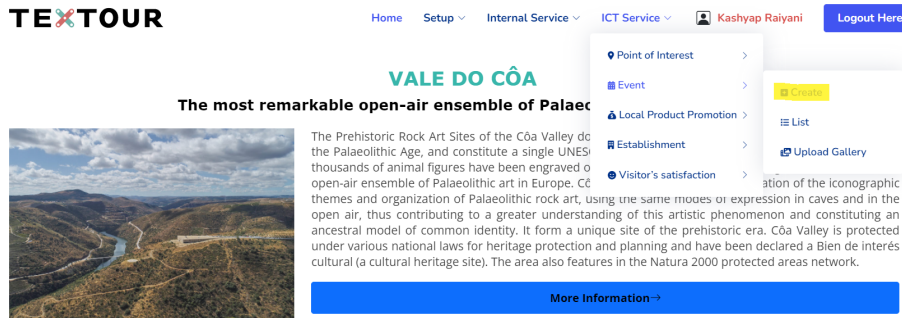 TEXTOUR
Home Setup Internal Service ICT Service Kashyap Raiyani Logout Here
Point of Interest
Event
Local Product Promotion
Establishment
Visitor's satisfaction
Create
List
Upload Gallery
VALE DO CÔA
The most remarkable open-air ensemble of Palaeo
The Prehistoric Rock Art Sites of the Côa Valley do
the Palaeolithic Age, and constitute a single UNES
thousands of animal figures have been engraved o
open-air ensemble of Palaeolithic art in Europe. Cô ation of the iconographic
themes and organization of Palaeolithic rock art, using the same modes of expression in caves and in the
open air, thus contributing to a greater understanding of this artistic phenomenon and constituting an
ancestral model of common identity. It form a unique site of the prehistoric era. Côa Valley is protected
under various national laws for heritage protection and planning and have been declared a Bien de interés
cultural (a cultural heritage site). The area also features in the Natura 2000 protected areas network.
More Information→